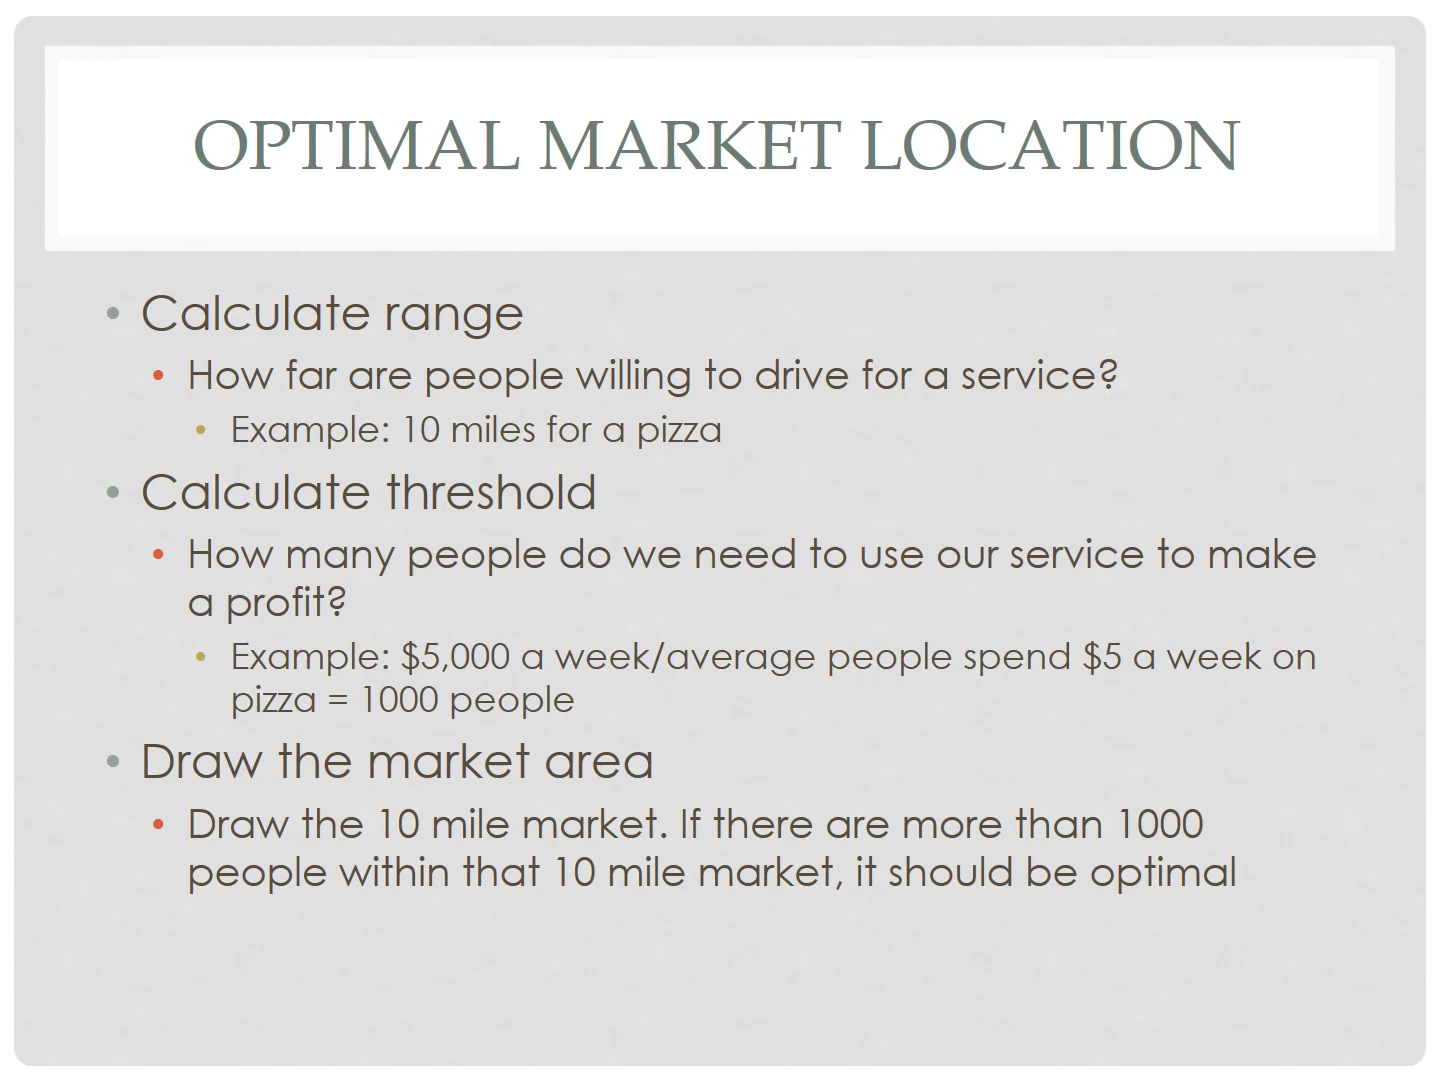 OPTIMAL MARKET LOCATION
• Calculate range
• How far are people willing to drive for a service?
• Example: 10 miles for a pizza
• Calculate threshold
• How many people do we need to use our service to make
a profit?
• Example: $5,000 a week/average people spend $5 a week on
pizza = 1000 people
• Draw the market area
• Draw the 10 mile market. If there are more than 1000
people within that 10 mile market, it should be optimal